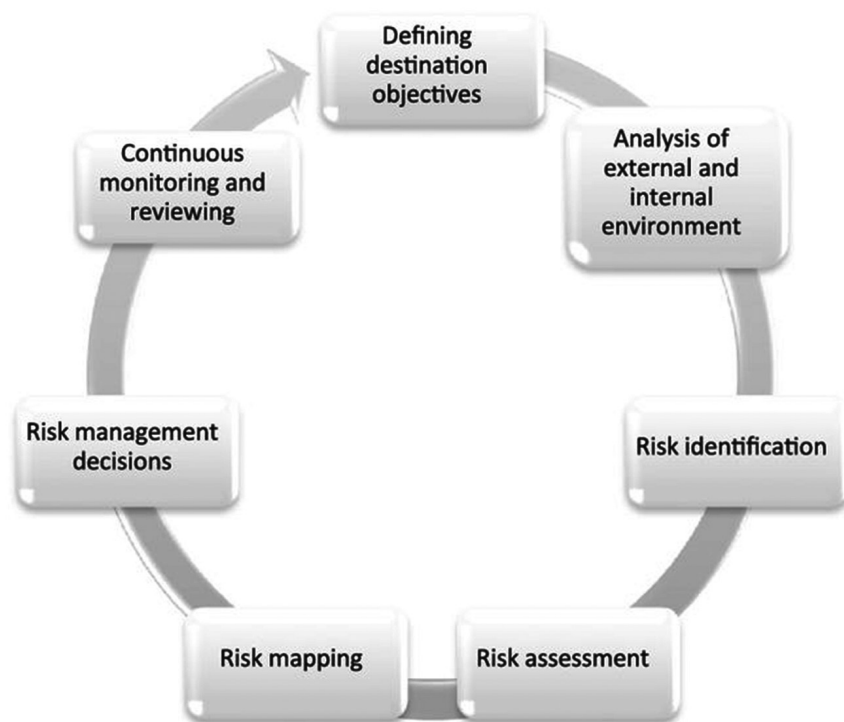 Defining
destination
objectives
Analysis of
external and
internal
environment
Risk identification
Risk assessment
Risk mapping
Risk management
decisions
Continuous
monitoring and
reviewing